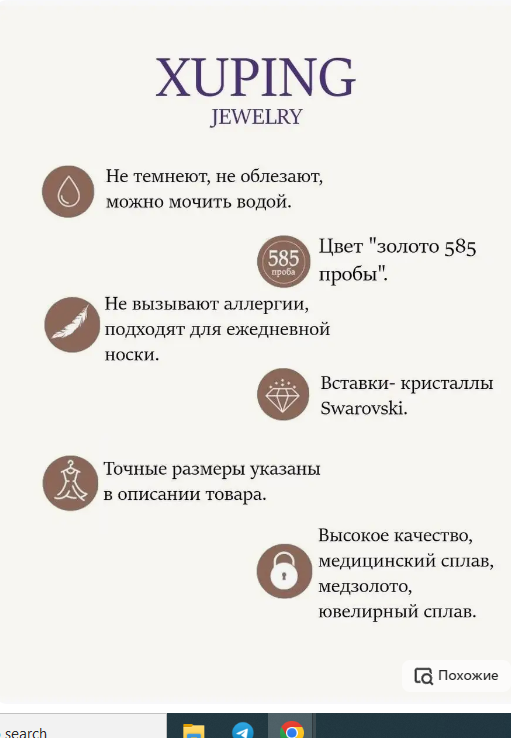 XUPING
JEWELRY
Не темнеют, не облезают,
можно мочить водой.
585
проба
Цвет "золото 585
пробы".
Не вызывают аллергии,
подходят для ежедневной
носки.
Вставки- кристаллы
Swarovski.
Точные размеры указаны
в описании товара.
Высокое качество,
медицинский сплав,
медзолото,
ювелирный сплав.
Похожие
search